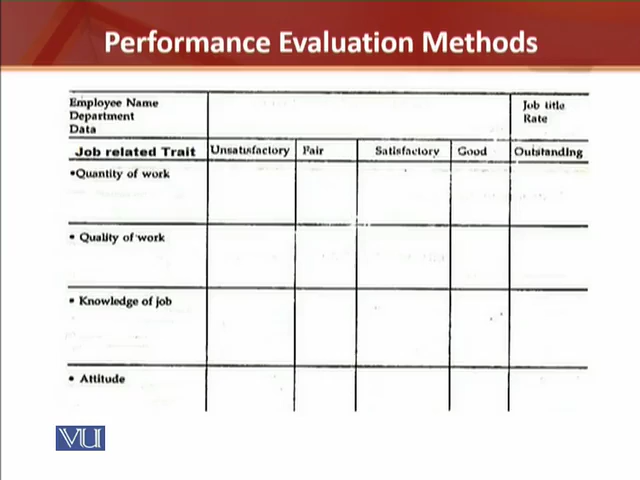 Performance Evaluation Methods
Employee Name
Department
Data
Job title
Rate
Job related Trait Unsatisfactory Fair Satisfactory Good Outstanding
•Quantity of work
• Quality of work
• Knowledge of job
• Attitude
VU